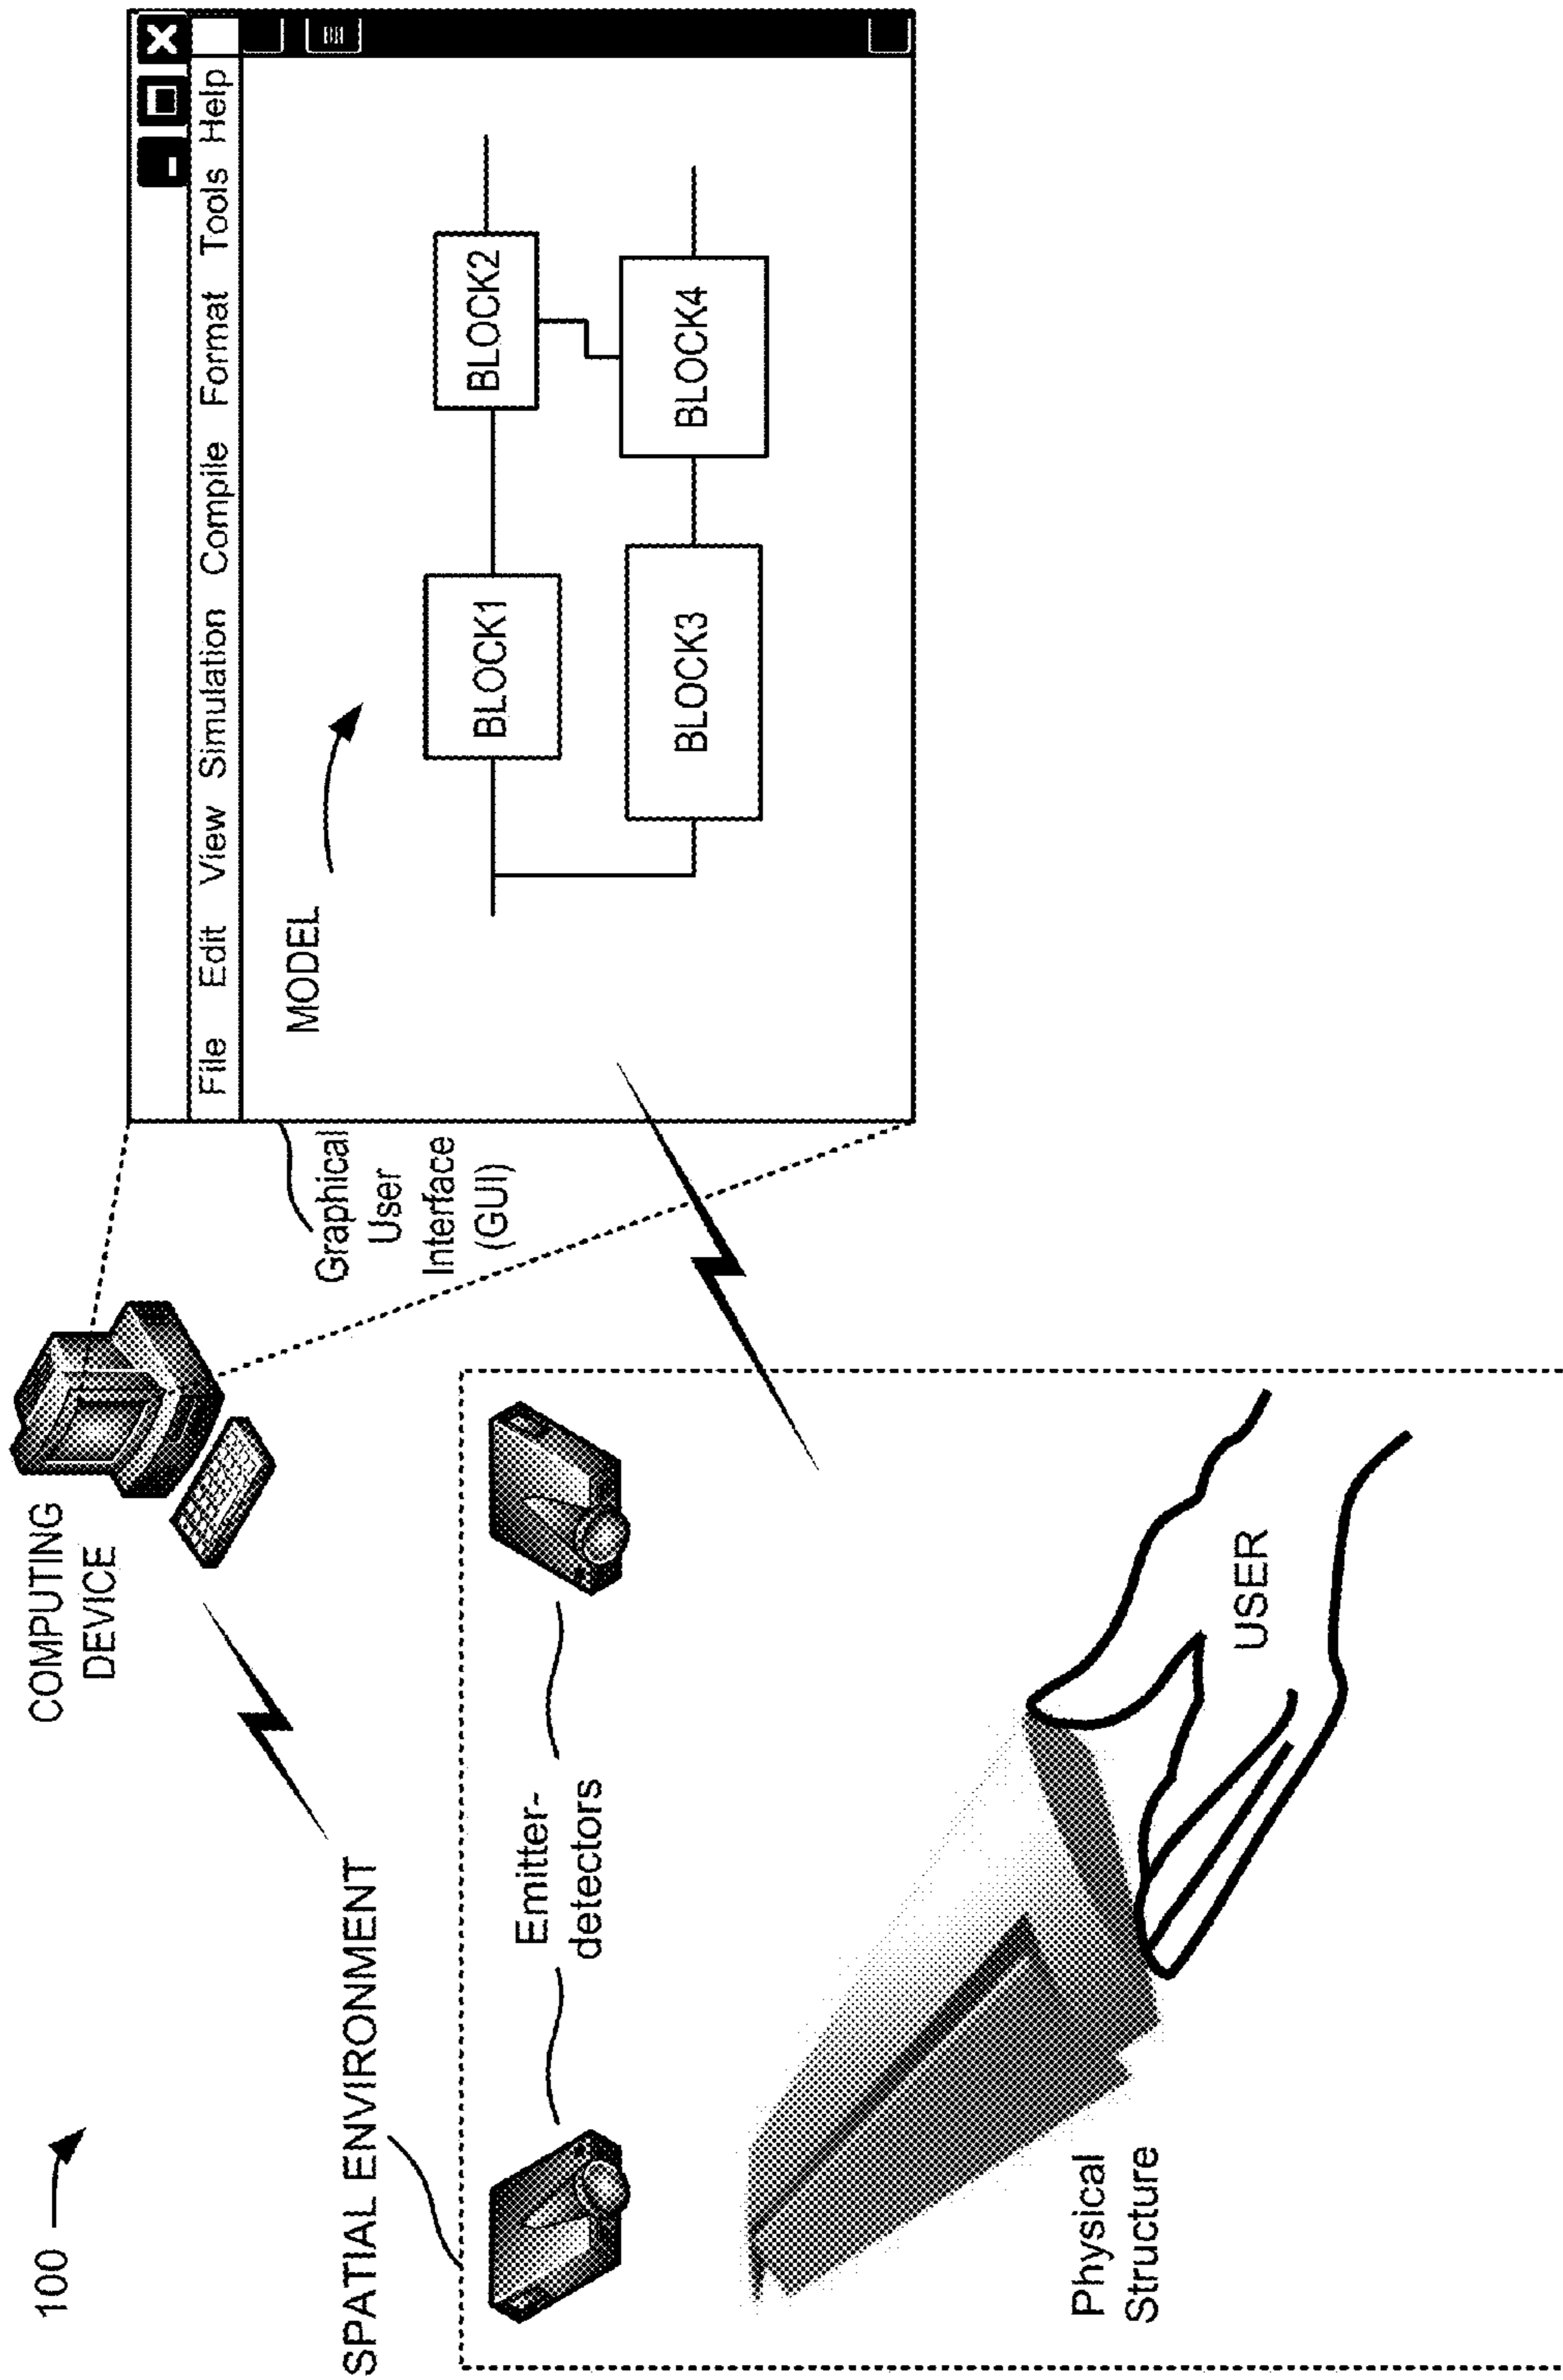 100
COMPUTING
DEVICE
SPATIAL ENVIRONMENT
Emitter-
detectors
Physical
Structure
USER
Graphical
User
Interface
(GUI)
File Edit View Simulation Compile Format Tools Help
MODEL
BLOCK1
BLOCK2
BLOCK3
BLOCK4